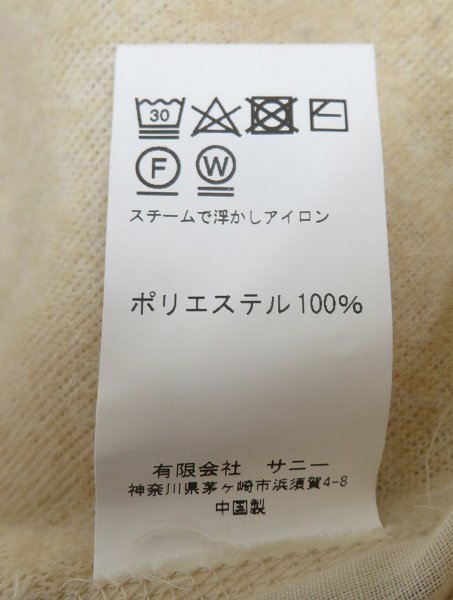 30
F W
スチームで浮かしアイロン
ポリエステル100%
有限会社 サニー
神奈川県茅ヶ崎市浜須賀4-8
中国製